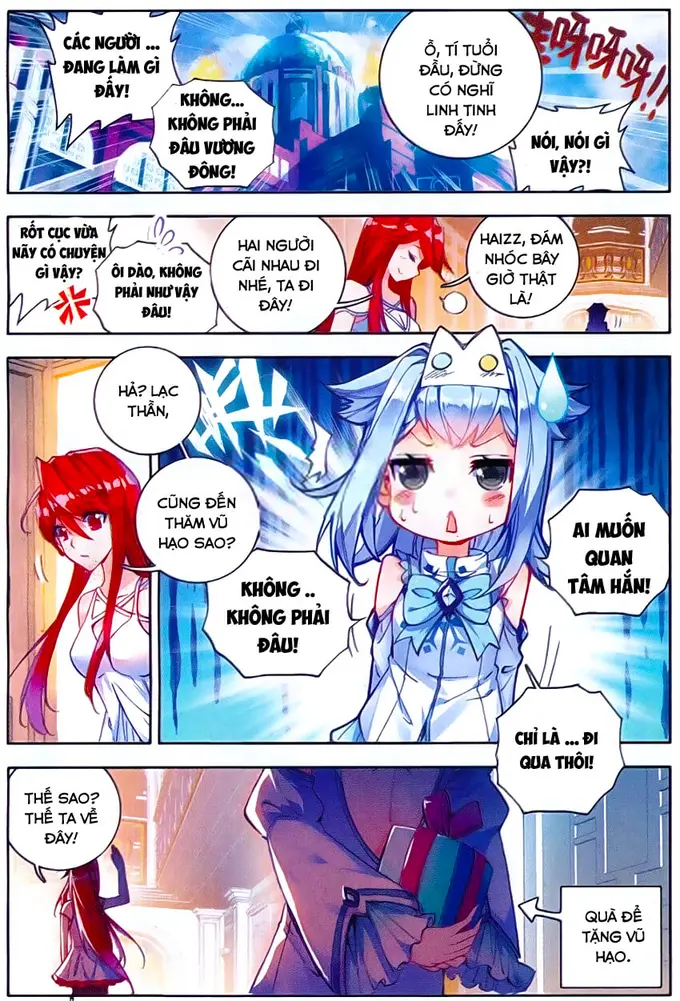 CÁC NGƯỜI ...
ĐANG LÀM GÌ
ĐẤY!
KHÔNG...
KHÔNG PHẢI
ĐÂU VƯƠNG
ĐÔNG!
Ồ, TÍ TUỔI
ĐẦU, ĐỪNG
CÓ NGHĨ
LINH TINH
ĐẤY!
呀呀呀!!
NÓI, NÓI GÌ
VẬY?!
RỐT CỤC VỪA
NÃY CÓ CHUYỆN
GÌ VẬY?
ÔI DÀO, KHÔNG
PHẢI NHƯ VẬY
ĐÂU!
HAI NGƯỜI
CÃI NHAU ĐI
NHÉ, TA ĐI
ĐÂY!
HAIZZ, ĐÁM
NHÓC BÂY
GIỜ THẬT
LÀ!
HẢ? LẠC
THẦN,
CŨNG ĐẾN
THĂM VŨ
HẠO SAO?
KHÔNG ..
KHÔNG PHẢI
ĐÂU!
AI MUỐN
QUAN
TÂM HẮN!
CHỈ LÀ ... ĐI
QUA THÔI!
THẾ SAO?
THẾ TA VỀ
ĐÂY!
QUÀ ĐỂ
TẶNG VŨ
HẠO.